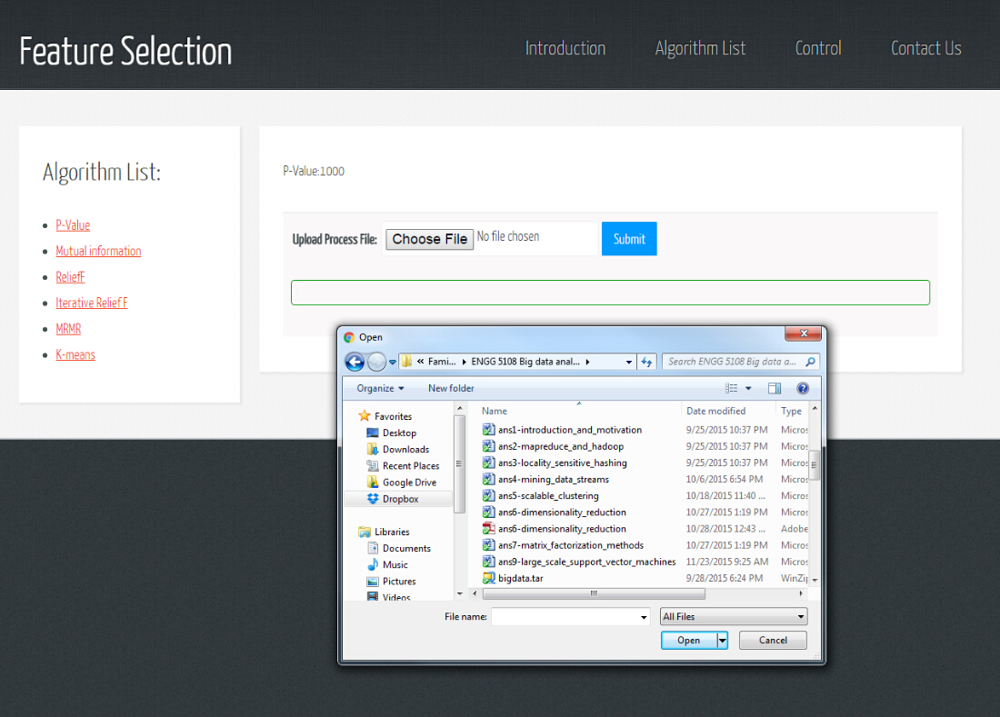 Feature Selection
Introduction
Algorithm List
Control
Contact Us
Algorithm List:
P-Value
Mutual information
ReliefF
Iterative Relief F
MRMR
K-means
P-Value:1000
Upload Process File: Choose File No file chosen Submit
Open
« Fami... ENGG 5108 Big data anal...
Search ENGG 5108 Big data a...
Organize New folder
Favorites
Desktop
Downloads
Recent Places
Google Drive
Dropbox
Libraries
Documents
Music
Pictures
Videos
Name Date modified Type
ans1-introduction_and_motivation 9/25/2015 10:37 PM Micros
ans2-mapreduce_and_hadoop 9/25/2015 10:37 PM Micros
ans3-locality_sensitive_hashing 9/25/2015 10:37 PM Micros
ans4-mining_data_streams 10/6/2015 6:54 PM Micros
ans5-scalable_clustering 10/18/2015 11:40 ... Micros
ans6-dimensionality_reduction 10/27/2015 1:19 PM Micros
ans6-dimensionality_reduction 10/28/2015 12:43 ... Adobe
ans7-matrix_factorization_methods 10/27/2015 1:19 PM Micros
ans9-large_scale_support_vector_machines 11/23/2015 9:25 AM Micros
bigdata.tar 9/28/2015 6:24 PM WinZip
File name: All Files
Open Cancel